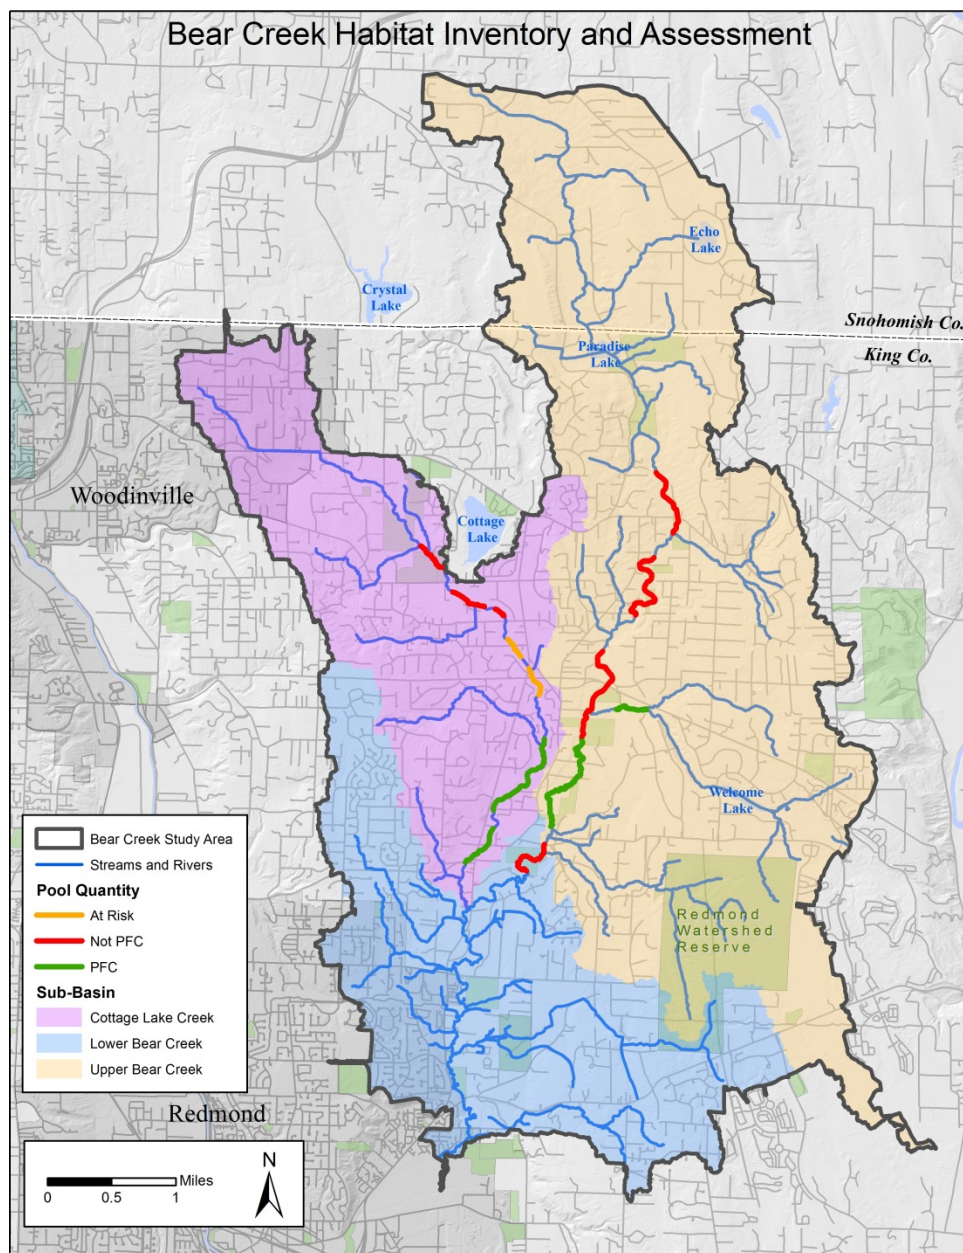 Bear Creek Habitat Inventory and Assessment
Echo
Lake
Crystal
Lake
Snohomish Co.
King Co.
Paradise
Lake
Woodinville
Cottage
Lake
Welcome
Lake
Redmond
Watershed
Reserve
Bear Creek Study Area
Streams and Rivers
Pool Quantity
At Risk
Not PFC
PFC
Sub-Basin
Cottage Lake Creek
Lower Bear Creek
Upper Bear Creek
Redmond
N
Miles
0 0.5 1